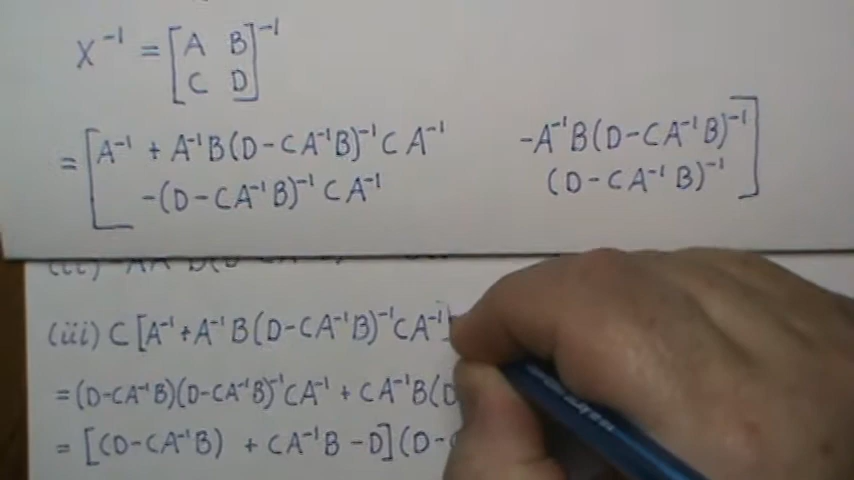 X⁻¹ = [A B]⁻¹
[C D]
= [A⁻¹ + A⁻¹B(D-CA⁻¹B)⁻¹CA⁻¹ -A⁻¹B(D-CA⁻¹B)⁻¹]
-(D-CA⁻¹B)⁻¹CA⁻¹ (D-CA⁻¹B)⁻¹]
(iii) C[A⁻¹+A⁻¹B(D-CA⁻¹B)⁻¹CA⁻¹]
=(D-CA⁻¹B)(D-CA⁻¹B)⁻¹CA⁻¹ + CA⁻¹B(D
= [(D-CA⁻¹B) + CA⁻¹B-D](D-